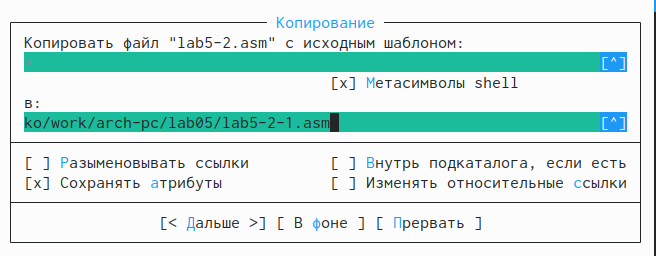 Копирование
Копировать файл "lab5-2.asm" с исходным шаблоном:
* [^]
[x] Метасимволы shell
в:
ko/work/arch-pc/lab05/lab5-2-1.asm [^]
[ ] Разыменовывать ссылки [ ] Внутрь подкаталога, если есть
[x] Сохранять атрибуты [ ] Изменять относительные ссылки
[< Дальше >] [ В фоне ] [ Прервать ]